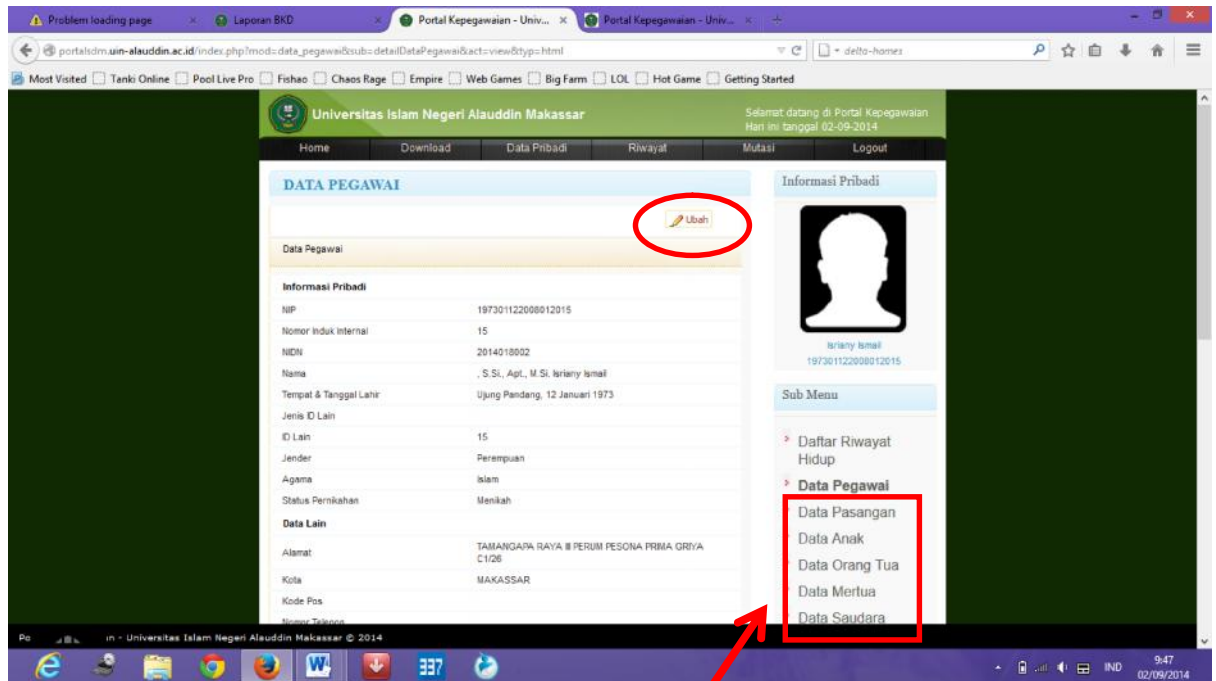 Problem loading page × Laporan BKD × Portal Kepegawaian - Univ... × Portal Kepegawaian - Univ... × +
portalsdm.uin-alauddin.ac.id/index.php?mod=data_pegawai&sub=detailDataPegawai&act=view&typ=html delta-homes
Most Visited Tanki Online Pool Live Pro Fishao Chaos Rage Empire Web Games Big Farm LOL Hot Game Getting Started
Universitas Islam Negeri Alauddin Makassar
Selamat datang di Portal Kepegawaian
Hari ini tanggal 02-09-2014
Home Download Data Pribadi Riwayat Mutasi Logout
DATA PEGAWAI
Ubah
Data Pegawai
Informasi Pribadi
NIP 197301122008012015
Nomor Induk Internal 15
NIDN 2014018002
Nama , S.Si., Apt., M.Si. Isriany Ismail
Tempat & Tanggal Lahir Ujung Pandang, 12 Januari 1973
Jenis ID Lain
ID Lain 15
Jender Perempuan
Agama Islam
Status Pernikahan Menikah
Data Lain
Alamat TAMANGAPA RAYA III PERUM PESONA PRIMA GRIYA
C1/26
Kota MAKASSAR
Kode Pos
Nomor Telepon
Informasi Pribadi
Isriany Ismail
197301122008012015
Sub Menu
Daftar Riwayat
Hidup
Data Pegawai
Data Pasangan
Data Anak
Data Orang Tua
Data Mertua
Data Saudara
Po n - Universitas Islam Negeri Alauddin Makassar © 2014
337
IND
9:47
02/09/2014